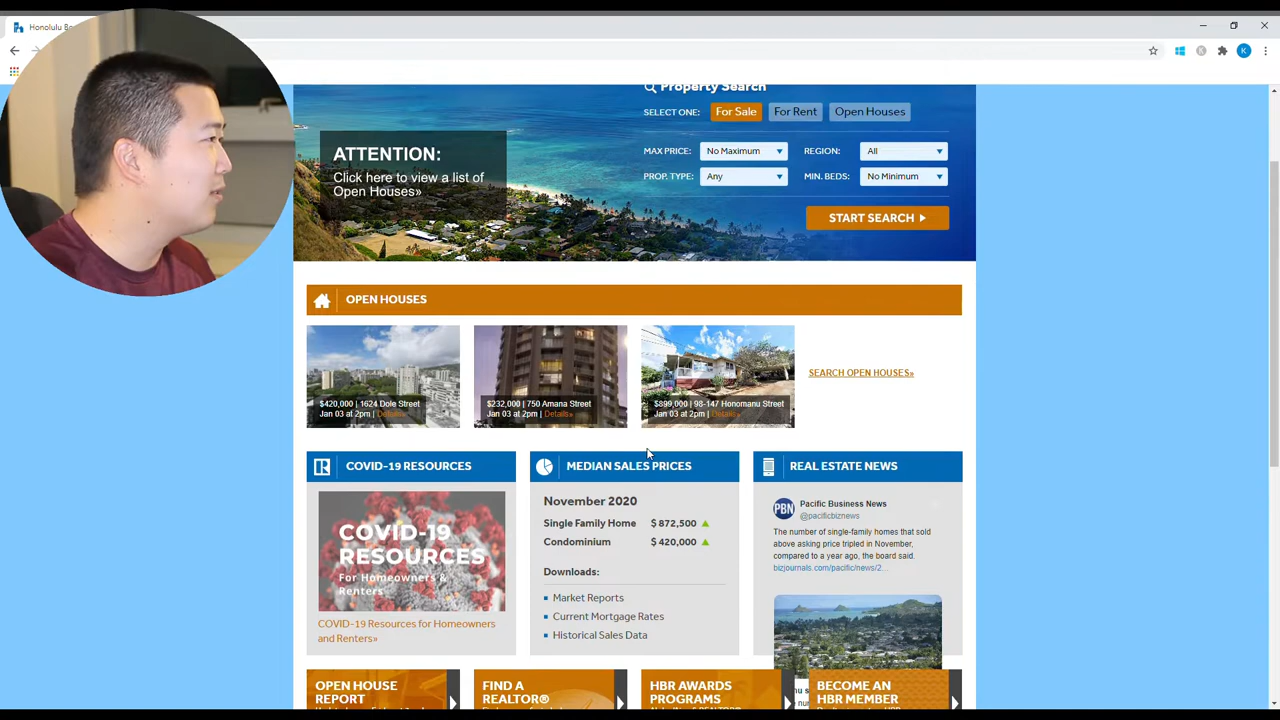 Honolulu Bo
K
Property Search
SELECT ONE: For Sale For Rent Open Houses
MAX PRICE: No Maximum REGION: All
PROP. TYPE: Any MIN. BEDS: No Minimum
START SEARCH
ATTENTION:
Click here to view a list of
Open Houses»
OPEN HOUSES
$420,000 | 1624 Dole Street
Jan 03 at 2pm | Details»
$232,000 | 750 Amana Street
Jan 03 at 2pm | Details»
$899,000 | 98-147 Honomanu Street
Jan 03 at 2pm | Details»
SEARCH OPEN HOUSES»
COVID-19 RESOURCES
COVID-19
RESOURCES
For Homeowners &
Renters
COVID-19 Resources for Homeowners
and Renters»
MEDIAN SALES PRICES
November 2020
Single Family Home $ 872,500
Condominium $ 420,000
Downloads:
Market Reports
Current Mortgage Rates
Historical Sales Data
REAL ESTATE NEWS
PBN
Pacific Business News
@pacificbiznews
The number of single-family homes that sold
above asking price tripled in November,
compared to a year ago, the board said.
bizjournals.com/pacific/news/2...
OPEN HOUSE
REPORT
FIND A
REALTOR®
HBR AWARDS
PROGRAMS
BECOME AN
HBR MEMBER